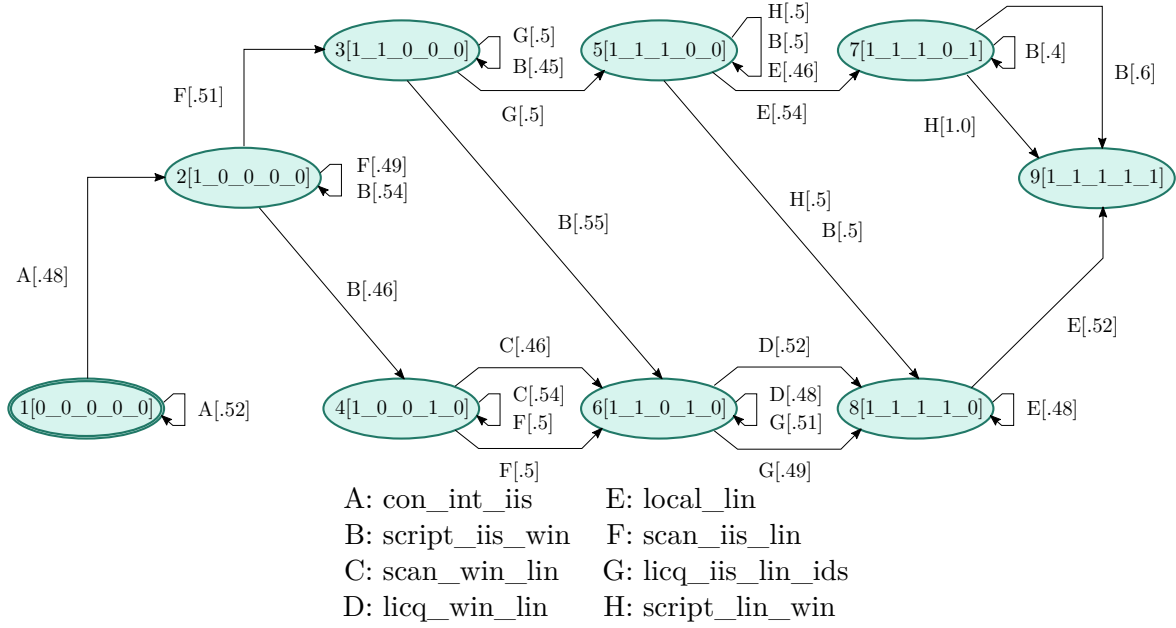 H[.5]
3[1_1_0_0_0]
G[.5]
B[.45]
5[1_1_1_0_0]
B[.5]
E[.46]
7[1_1_1_0_1]
B[.4]
B[.6]
F[.51]
G[.5]
E[.54]
H[1.0]
2[1_0_0_0_0]
F[.49]
B[.54]
9[1_1_1_1_1]
H[.5]
B[.55]
B[.5]
A[.48]
B[.46]
E[.52]
C[.46]
D[.52]
1[0_0_0_0_0]
A[.52]
4[1_0_0_1_0]
C[.54]
F[.5]
6[1_1_0_1_0]
D[.48]
G[.51]
8[1_1_1_1_0]
E[.48]
F[.5]
G[.49]
A: con_int_iis
B: script_iis_win
C: scan_win_lin
D: licq_win_lin
E: local_lin
F: scan_iis_lin
G: licq_iis_lin_ids
H: script_lin_win